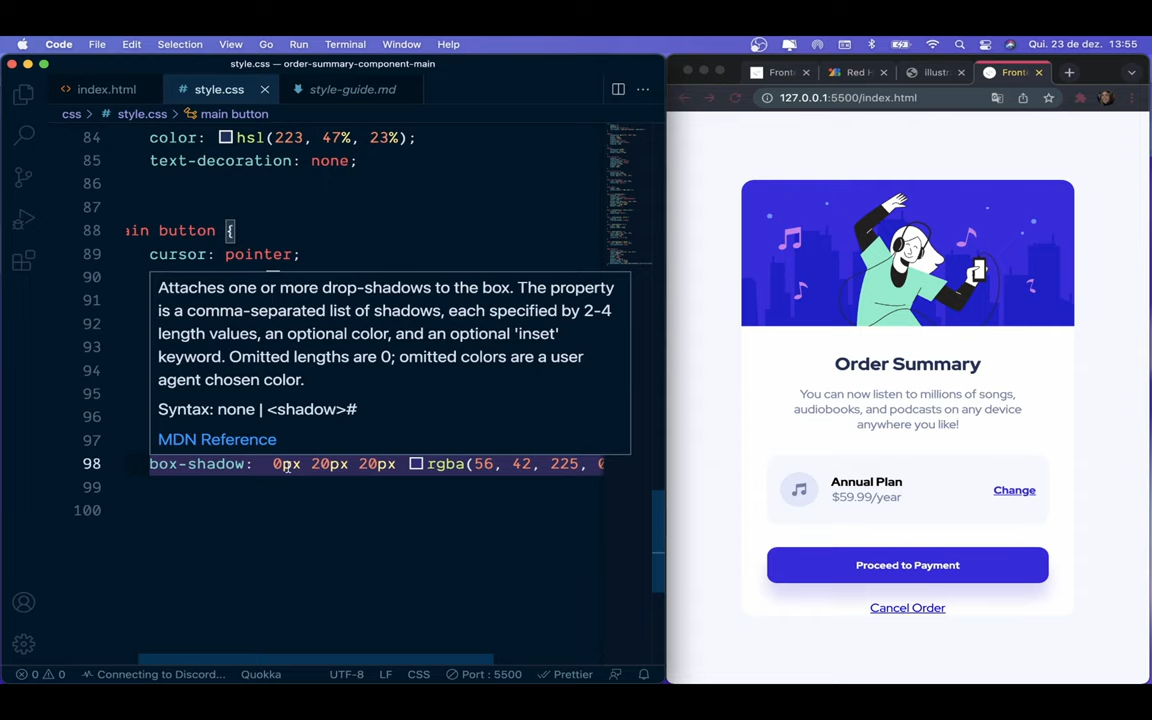 Code File Edit Selection View Go Run Terminal Window Help Qui. 23 de dez. 13:55
style.css — order-summary-component-main
index.html style.css style-guide.md
css > # style.css > main button
84 color: hsl(223, 47%, 23%);
85 text-decoration: none;
86
87
88 ain button {
89 cursor: pointer;
90
91
92
93
94
95
96
97
98 box-shadow: 0px 20px 20px rgba(56, 42, 225, 0
99
100
Attaches one or more drop-shadows to the box. The property
is a comma-separated list of shadows, each specified by 2-4
length values, an optional color, and an optional 'inset'
keyword. Omitted lengths are 0; omitted colors are a user
agent chosen color.
Syntax: none | <shadow>#
MDN Reference
0 0 Connecting to Discord... Quokka UTF-8 LF CSS Port : 5500 Prettier
Fronte Red H illustr Fronte
127.0.0.1:5500/index.html
Order Summary
You can now listen to millions of songs,
audiobooks, and podcasts on any device
anywhere you like!
Annual Plan
$59.99/year
Change
Proceed to Payment
Cancel Order